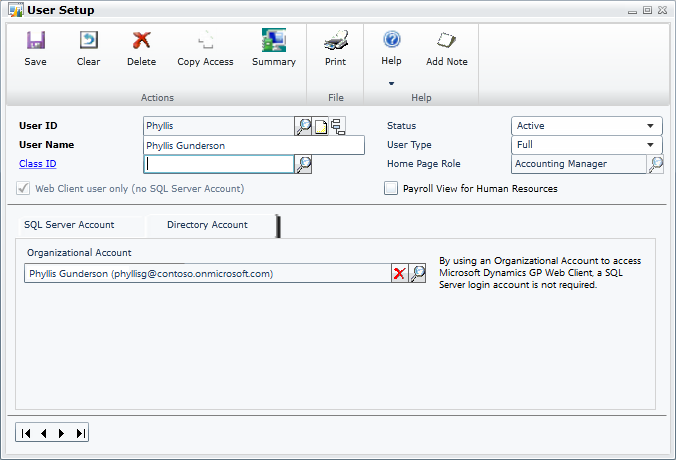 User Setup
Save Clear Delete Copy Access Summary Print Help Add Note
Actions File Help
User ID Phyllis Status Active
User Name Phyllis Gunderson User Type Full
Class ID Home Page Role Accounting Manager
Web Client user only (no SQL Server Account) Payroll View for Human Resources
SQL Server Account Directory Account
Organizational Account
Phyllis Gunderson (phyllisg@contoso.onmicrosoft.com)
By using an Organizational Account to access
Microsoft Dynamics GP Web Client, a SQL
Server login account is not required.